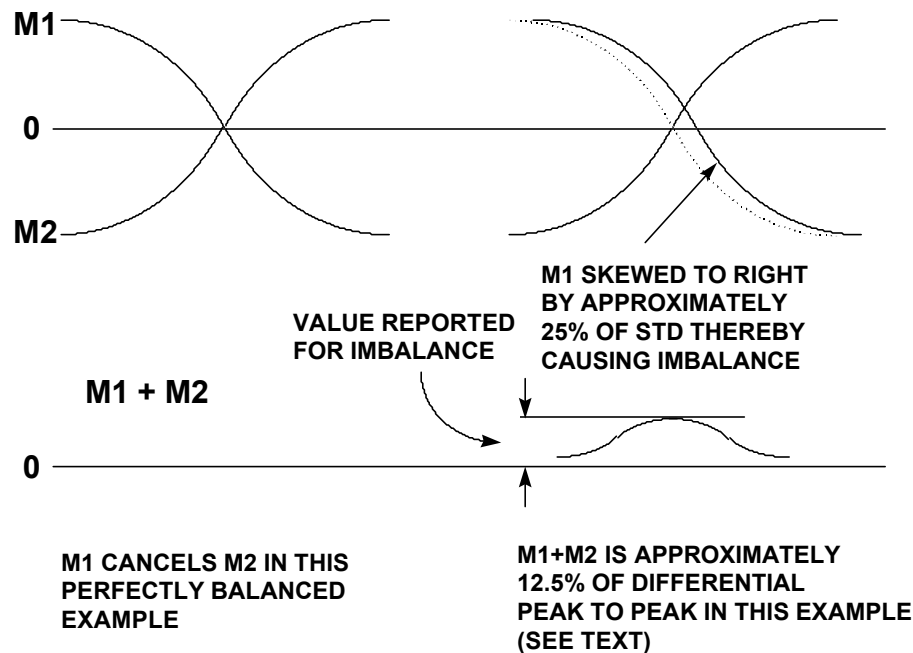 M1
0
M2
M1 SKEWED TO RIGHT
BY APPROXIMATELY
25% OF STD THEREBY
CAUSING IMBALANCE
VALUE REPORTED
FOR IMBALANCE
M1 + M2
0
M1 CANCELS M2 IN THIS
PERFECTLY BALANCED
EXAMPLE
M1+M2 IS APPROXIMATELY
12.5% OF DIFFERENTIAL
PEAK TO PEAK IN THIS EXAMPLE
(SEE TEXT)